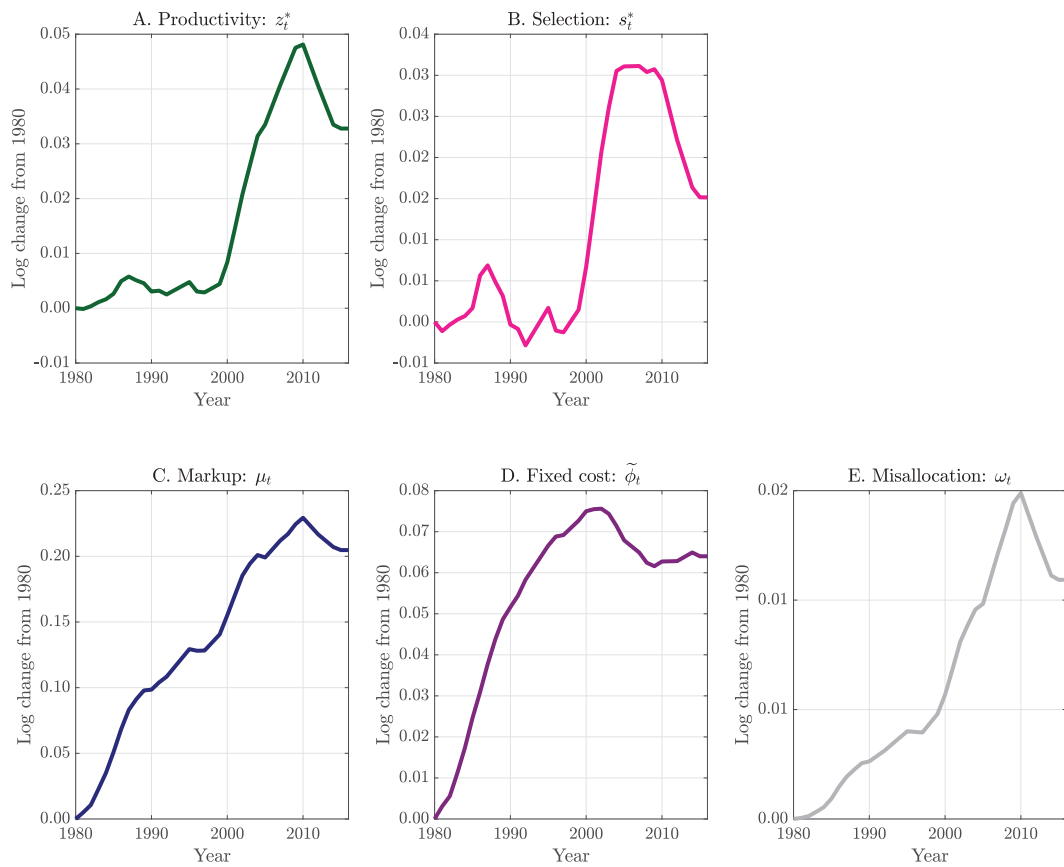 A. Productivity: z*_t
Log change from 1980
0.05
0.04
0.03
0.02
0.01
0.00
-0.01
1980 1990 2000 2010
Year
B. Selection: s*_t
Log change from 1980
0.04
0.03
0.03
0.02
0.02
0.01
0.01
0.00
-0.01
1980 1990 2000 2010
Year
C. Markup: μ_t
Log change from 1980
0.25
0.20
0.15
0.10
0.05
0.00
1980 1990 2000 2010
Year
D. Fixed cost: φ̃_t
Log change from 1980
0.08
0.07
0.06
0.05
0.04
0.03
0.02
0.01
0.00
1980 1990 2000 2010
Year
E. Misallocation: ω_t
Log change from 1980
0.02
0.01
0.01
0.00
1980 1990 2000 2010
Year